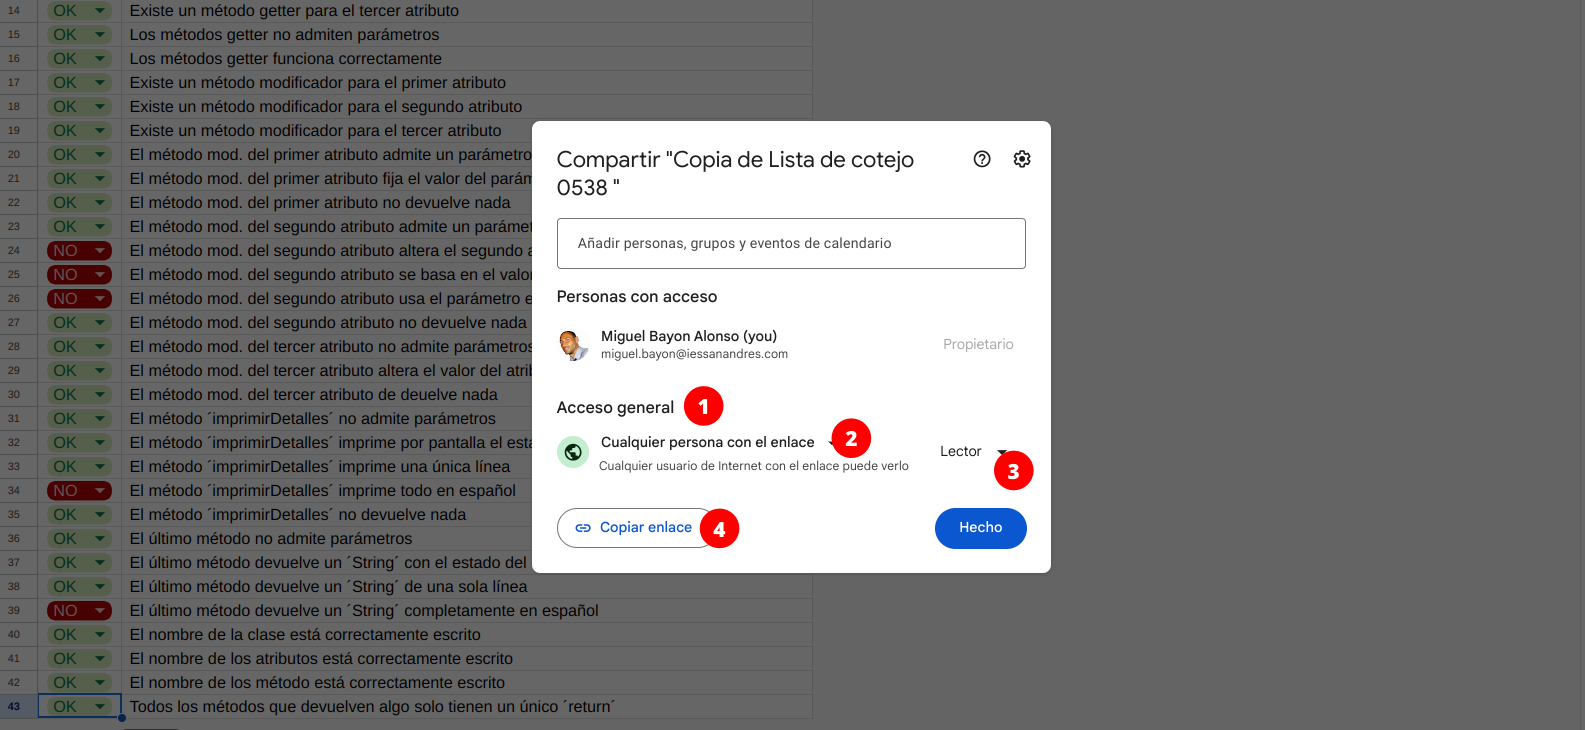 14 OK Existe un método getter para el tercer atributo
15 OK Los métodos getter no admiten parámetros
16 OK Los métodos getter funciona correctamente
17 OK Existe un método modificador para el primer atributo
18 OK Existe un método modificador para el segundo atributo
19 OK Existe un método modificador para el tercer atributo
20 OK El método mod. del primer atributo admite un parámetro
21 OK El método mod. del primer atributo fija el valor del parám
22 OK El método mod. del primer atributo no devuelve nada
23 OK El método mod. del segundo atributo admite un parámet
24 NO El método mod. del segundo atributo altera el segundo a
25 NO El método mod. del segundo atributo se basa en el valor
26 NO El método mod. del segundo atributo usa el parámetro e
27 OK El método mod. del segundo atributo no devuelve nada
28 OK El método mod. del tercer atributo no admite parámetros
29 OK El método mod. del tercer atributo altera el valor del atrib
30 OK El método mod. del tercer atributo de deuelve nada
31 OK El método ´imprimirDetalles´ no admite parámetros
32 OK El método ´imprimirDetalles´ imprime por pantalla el esta
33 OK El método ´imprimirDetalles´ imprime una única línea
34 NO El método ´imprimirDetalles´ imprime todo en español
35 OK El método ´imprimirDetalles´ no devuelve nada
36 OK El último método no admite parámetros
37 OK El último método devuelve un ´String´ con el estado del
38 OK El último método devuelve un ´String´ de una sola línea
39 NO El último método devuelve un ´String´ completamente en español
40 OK El nombre de la clase está correctamente escrito
41 OK El nombre de los atributos está correctamente escrito
42 OK El nombre de los método está correctamente escrito
43 OK Todos los métodos que devuelven algo solo tienen un único ´return´
Compartir "Copia de Lista de cotejo
0538 "
Añadir personas, grupos y eventos de calendario
Personas con acceso
Miguel Bayon Alonso (you)
miguel.bayon@iessanandres.com
Propietario
Acceso general 1
Cualquier persona con el enlace 2
Cualquier usuario de Internet con el enlace puede verlo
Lector 3
Copiar enlace 4
Hecho